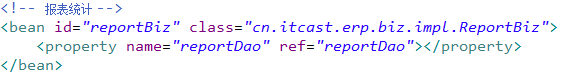 <!-- 报表统计 -->
<bean id="reportBiz" class="cn.itcast.erp.biz.impl.ReportBiz">
    <property name="reportDao" ref="reportDao"></property>
</bean>